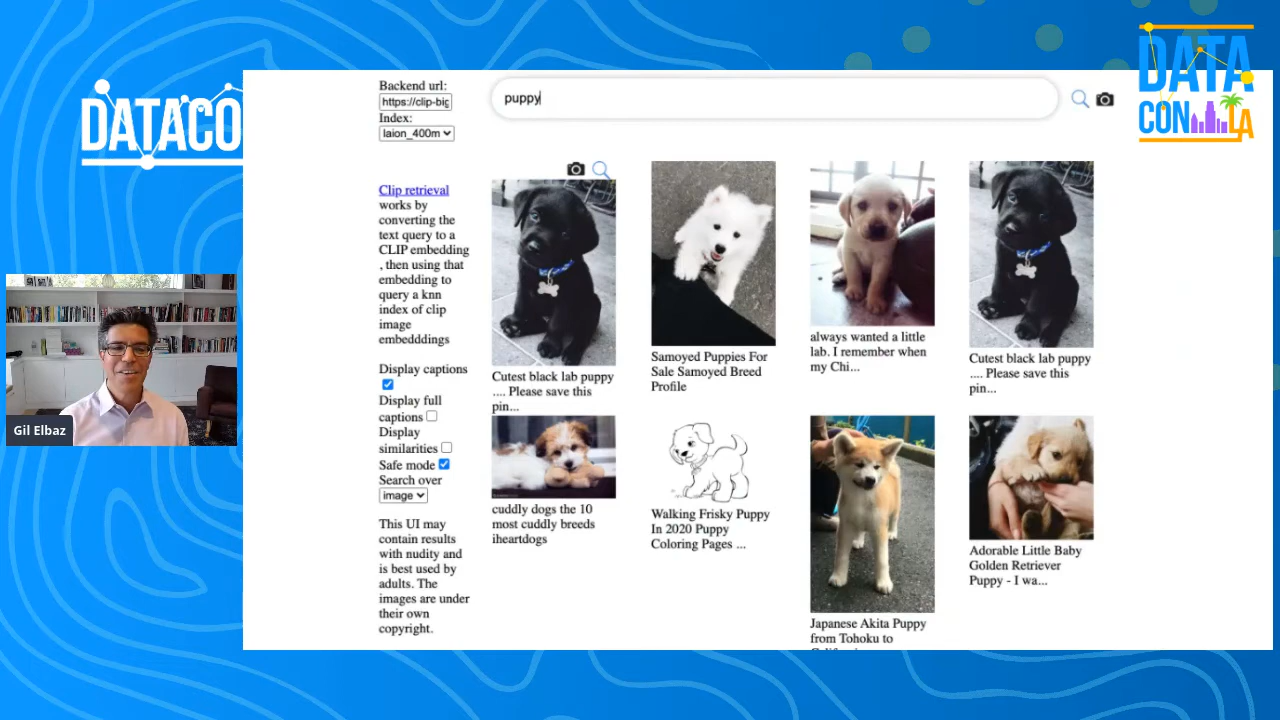 DATACO
DATA
CON LA
Backend url:
https://clip-big
Index:
laion_400m
puppy
Clip retrieval
works by
converting the
text query to a
CLIP embedding
, then using that
embedding to
query a knn
index of clip
image
embedddings
Display captions
Display full
captions
Display
similarities
Safe mode
Search over
image
This UI may
contain results
with nudity and
is best used by
adults. The
images are under
their own
copyright.
Cutest black lab puppy
.... Please save this
pin...
Samoyed Puppies For
Sale Samoyed Breed
Profile
always wanted a little
lab. I remember when
my Chi...
Cutest black lab puppy
.... Please save this
pin...
cuddly dogs the 10
most cuddly breeds
iheartdogs
Walking Frisky Puppy
In 2020 Puppy
Coloring Pages ...
Japanese Akita Puppy
from Tohoku to
Adorable Little Baby
Golden Retriever
Puppy - I wa...
Gil Elbaz